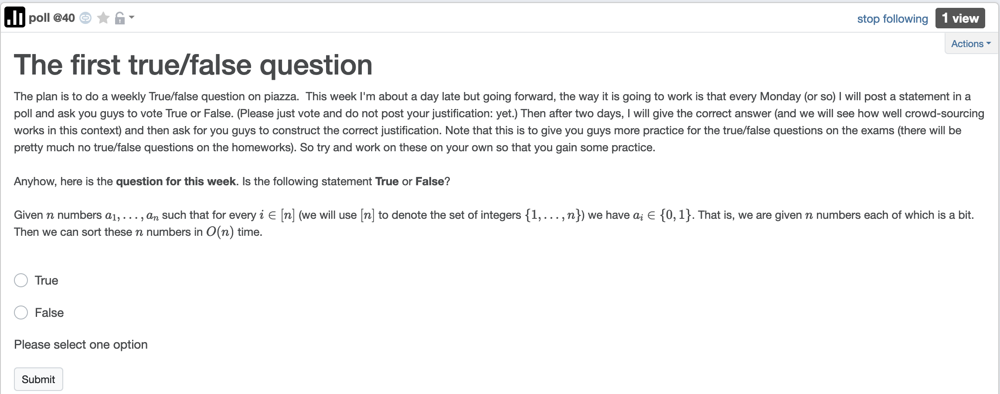 poll @40
stop following
1 view
Actions
The first true/false question
The plan is to do a weekly True/false question on piazza.  This week I'm about a day late but going forward, the way it is going to work is that every Monday (or so) I will post a statement in a
poll and ask you guys to vote True or False. (Please just vote and do not post your justification: yet.) Then after two days, I will give the correct answer (and we will see how well crowd-sourcing
works in this context) and then ask for you guys to construct the correct justification. Note that this is to give you guys more practice for the true/false questions on the exams (there will be
pretty much no true/false questions on the homeworks). So try and work on these on your own so that you gain some practice.
Anyhow, here is the question for this week. Is the following statement True or False?
Given n numbers a₁, . . . , aₙ such that for every i ∈ [n] (we will use [n] to denote the set of integers {1, . . . , n}) we have aᵢ ∈ {0, 1}. That is, we are given n numbers each of which is a bit.
Then we can sort these n numbers in O(n) time.
True
False
Please select one option
Submit